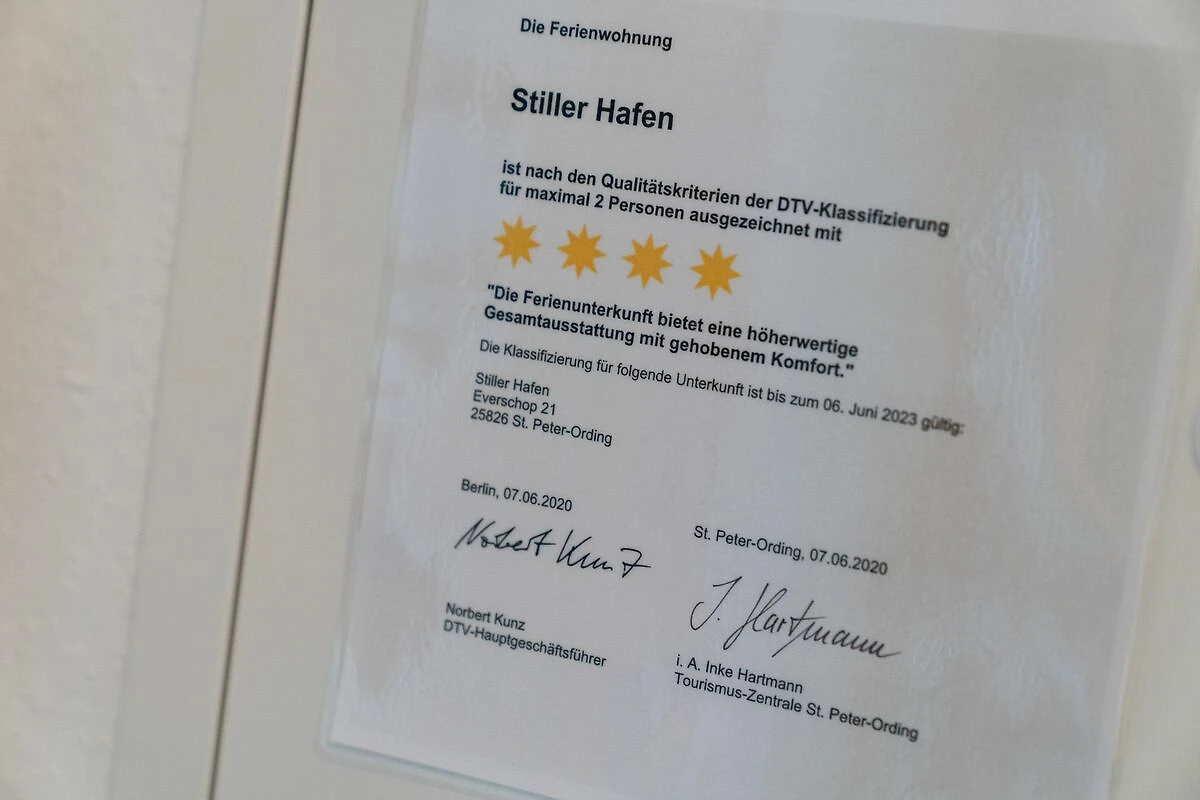 Die Ferienwohnung
Stiller Hafen
ist nach den Qualitätskriterien der DTV-Klassifizierung
für maximal 2 Personen ausgezeichnet mit
"Die Ferienunterkunft bietet eine höherwertige
Gesamtausstattung mit gehobenem Komfort."
Die Klassifizierung für folgende Unterkunft ist bis zum 06. Juni 2023 gültig:
Stiller Hafen
Everschop 21
25826 St. Peter-Ording
Berlin, 07.06.2020
Norbert Kunz
Norbert Kunz
DTV-Hauptgeschäftsführer
St. Peter-Ording, 07.06.2020
I. Hartmann
i. A. Inke Hartmann
Tourismus-Zentrale St. Peter-Ording